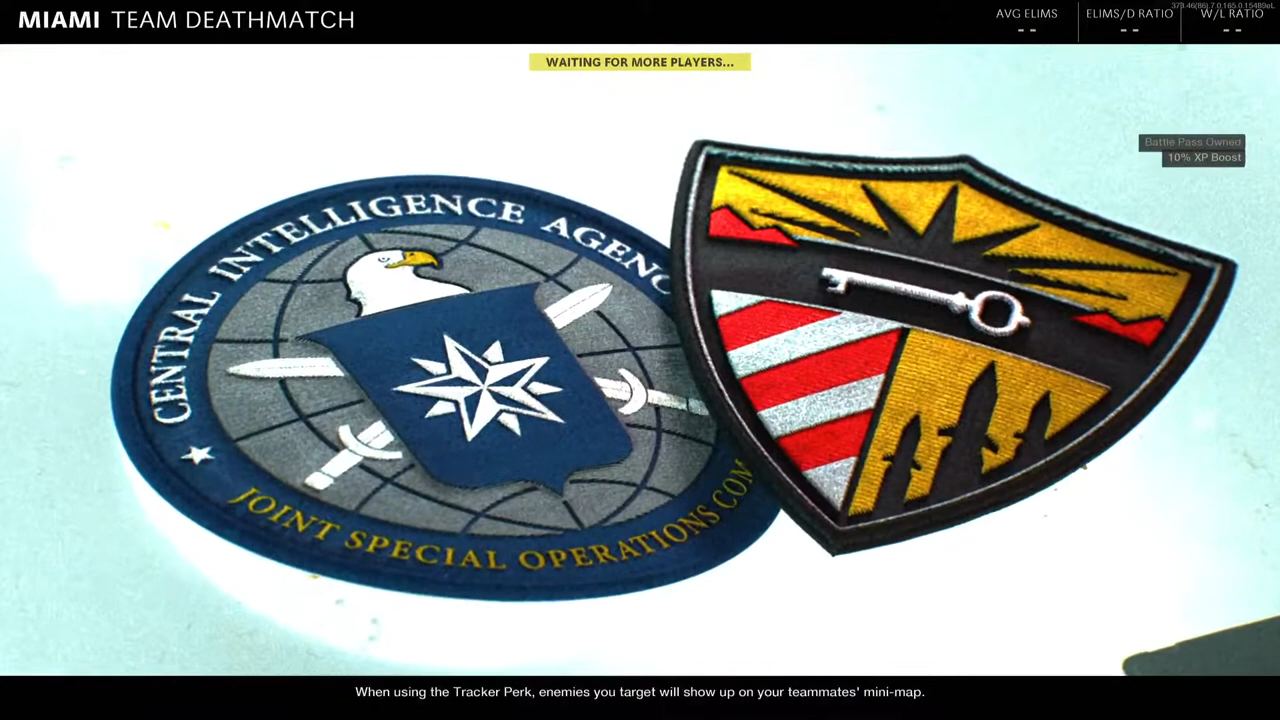 MIAMI TEAM DEATHMATCH
AVG ELIMS
--
ELIMS/D RATIO
--
W/L RATIO
--
WAITING FOR MORE PLAYERS...
Battle Pass Owned
10% XP Boost
CENTRAL INTELLIGENCE AGENC
JOINT SPECIAL OPERATIONS COM
When using the Tracker Perk, enemies you target will show up on your teammates' mini-map.